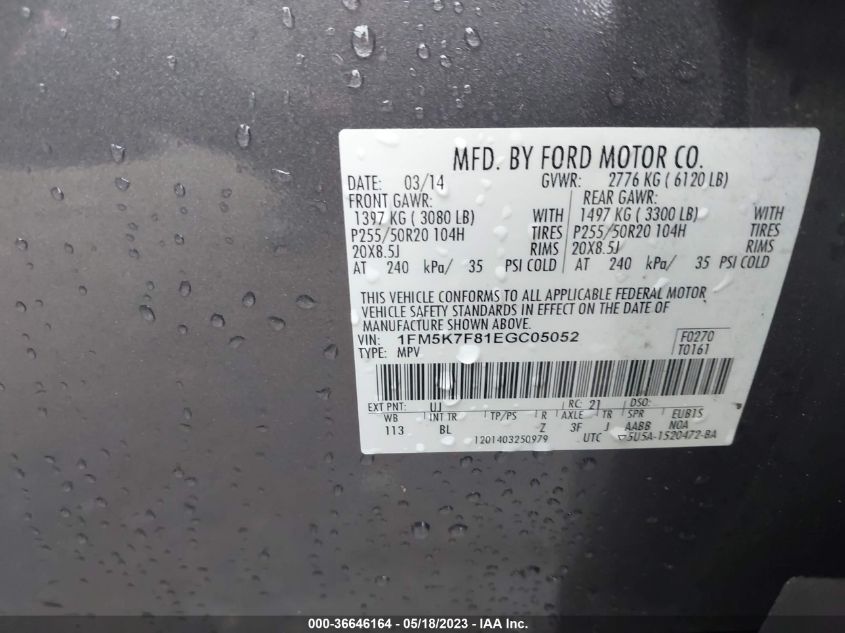 MFD. BY FORD MOTOR CO.
DATE: 03/14 GVWR: 2776 KG ( 6120 LB)
FRONT GAWR: REAR GAWR:
1397 KG ( 3080 LB) WITH 1497 KG ( 3300 LB) WITH
P255/50R20 104H TIRES P255/50R20 104H TIRES
20X8.5J RIMS 20X8.5J RIMS
AT 240 kPa/ 35 PSI COLD AT 240 kPa/ 35 PSI COLD
THIS VEHICLE CONFORMS TO ALL APPLICABLE FEDERAL MOTOR
VEHICLE SAFETY STANDARDS IN EFFECT ON THE DATE OF
MANUFACTURE SHOWN ABOVE.
VIN: 1FM5K7F81EGC05052 F0270
TYPE: MPV T0161
EXT PNT: UJ RC: 21 DSO:
WB INT TR TP/PS R AXLE TR SPR EUB1S
113 BL Z 3F J AABB NOA
1201403250979 UTC 5U5A-1520472-BA
000-36646164 - 05/18/2023 - IAA Inc.